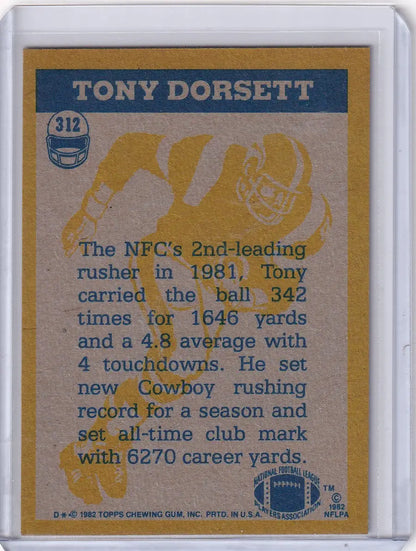 TONY DORSETT
312
The NFC's 2nd-leading
rusher in 1981, Tony
carried the ball 342
times for 1646 yards
and a 4.8 average with
4 touchdowns. He set
new Cowboy rushing
record for a season and
set all-time club mark
with 6270 career yards.
NATIONAL FOOTBALL LEAGUE
PLAYERS ASSOCIATION
TM
©
1982
NFLPA
D * © 1982 TOPPS CHEWING GUM, INC. PRTD. IN U.S.A.